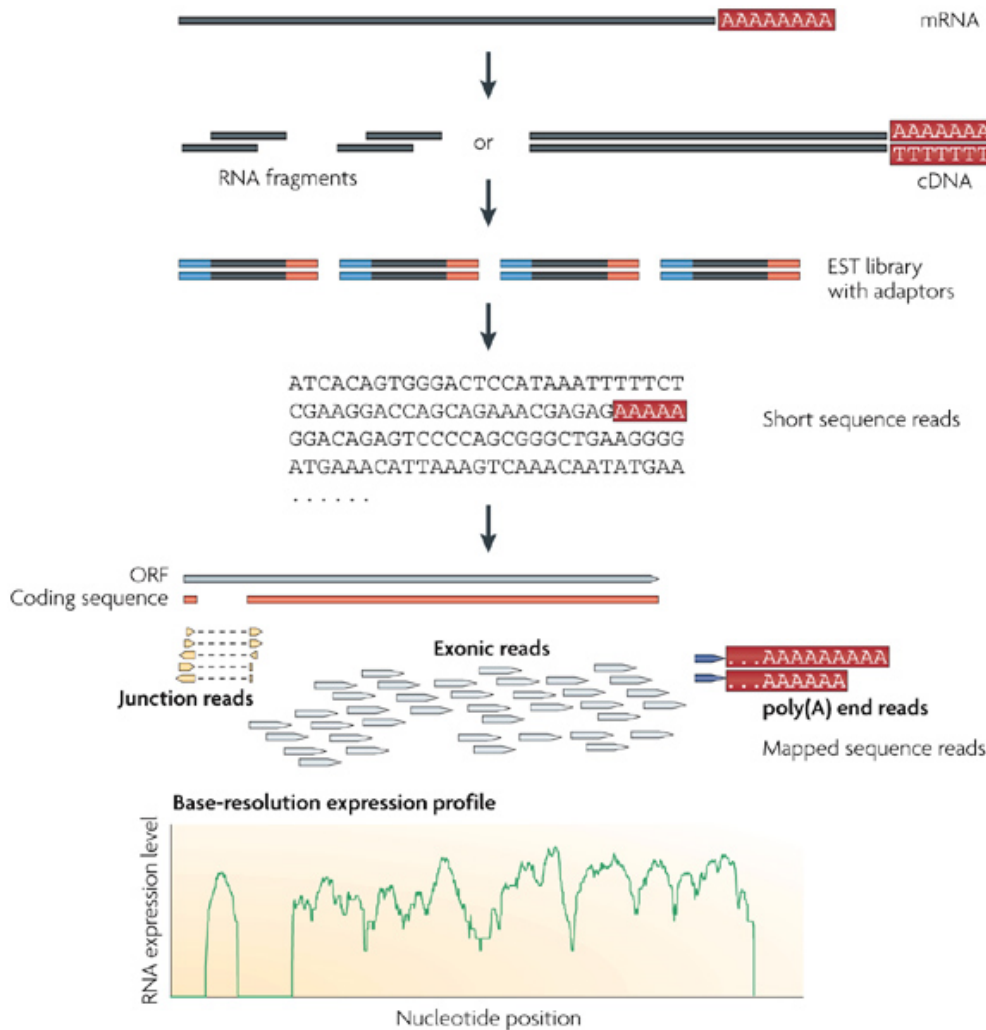 AAAAAAAA
mRNA
or
AAAAAAA
TTTTTTT
RNA fragments
cDNA
EST library
with adaptors
ATCACAGTGGGACTCCATAAATTTTTCT
CGAAGGACCAGCAGAAACGAGAGAAAAA
GGACAGAGTCCCCAGCGGGCTGAAGGGG
ATGAAACATTAAAGTCAAACAATATGAA
......
Short sequence reads
ORF
Coding sequence
Junction reads
Exonic reads
...AAAAAAAAA
...AAAAAA
poly(A) end reads
Mapped sequence reads
Base-resolution expression profile
RNA expression level
Nucleotide position